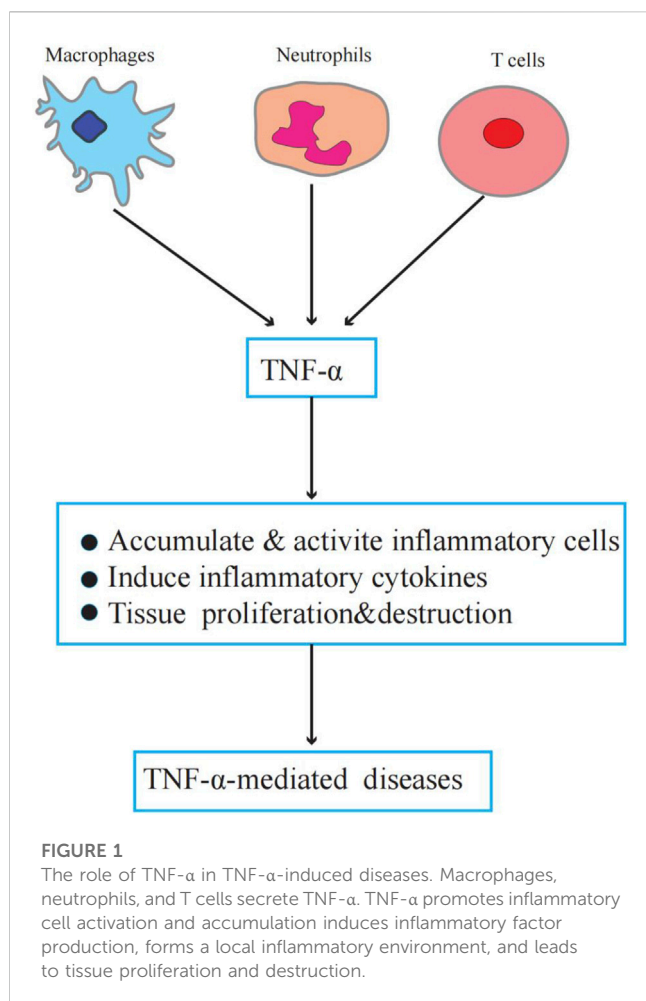 Macrophages
Neutrophils
T cells
TNF-α
● Accumulate & activite inflammatory cells
● Induce inflammatory cytokines
● Tissue proliferation&destruction
TNF-α-mediated diseases
FIGURE 1
The role of TNF-α in TNF-α-induced diseases. Macrophages,
neutrophils, and T cells secrete TNF-α. TNF-α promotes inflammatory
cell activation and accumulation induces inflammatory factor
production, forms a local inflammatory environment, and leads
to tissue proliferation and destruction.